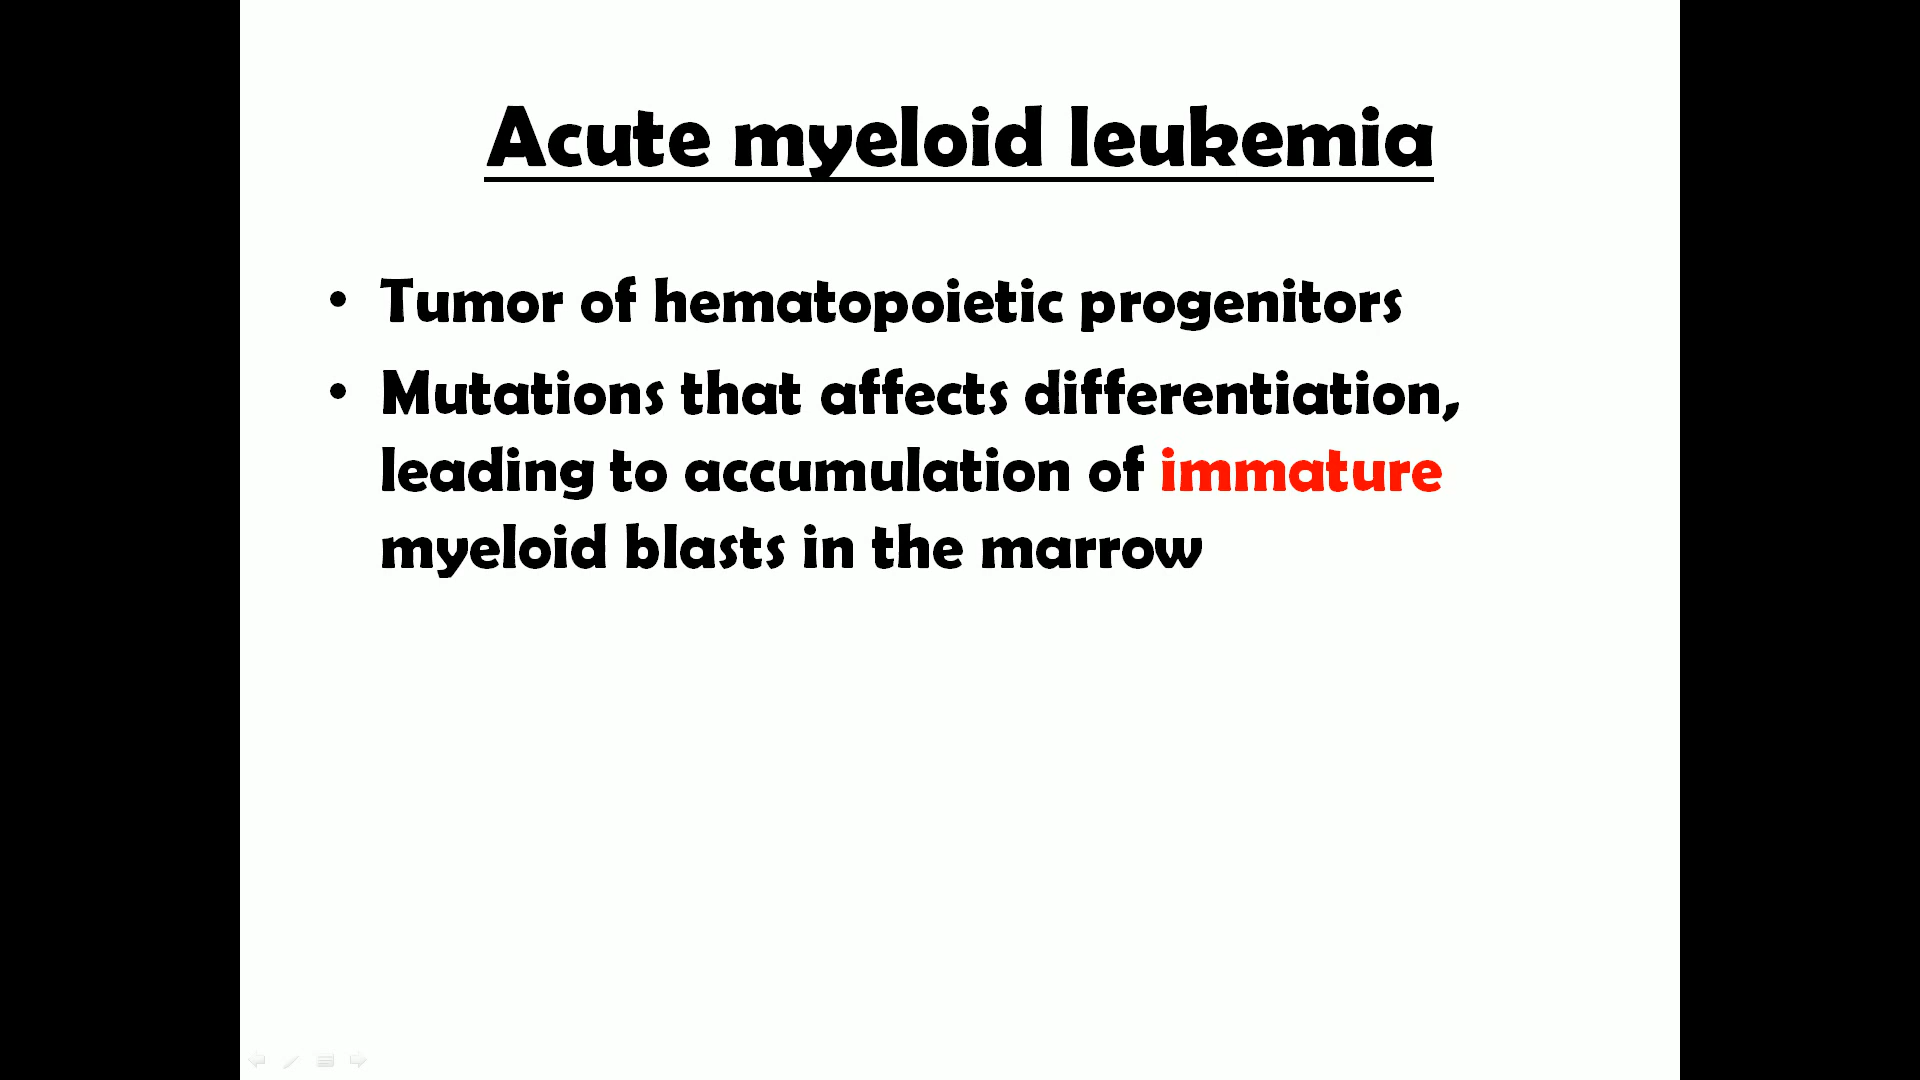 Acute myeloid leukemia
• Tumor of hematopoietic progenitors
• Mutations that affects differentiation,
leading to accumulation of immature
myeloid blasts in the marrow